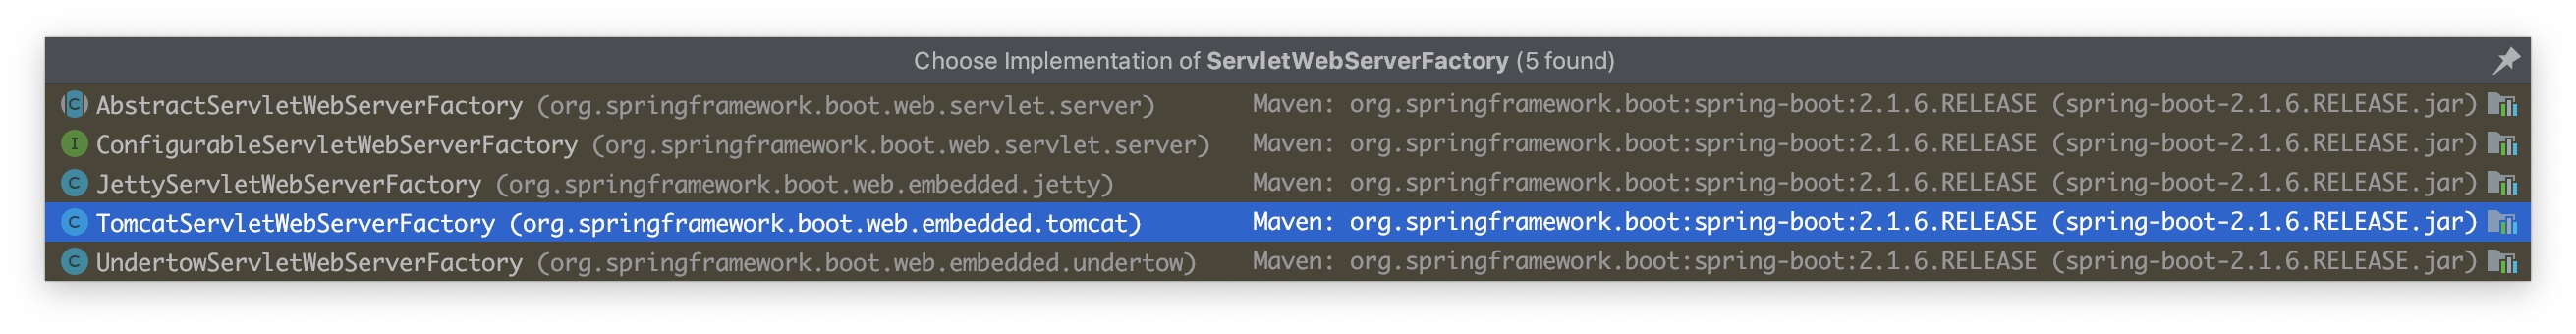 Choose Implementation of ServletWebServerFactory (5 found)
AbstractServletWebServerFactory (org.springframework.boot.web.servlet.server) Maven: org.springframework.boot:spring-boot:2.1.6.RELEASE (spring-boot-2.1.6.RELEASE.jar)
ConfigurableServletWebServerFactory (org.springframework.boot.web.servlet.server) Maven: org.springframework.boot:spring-boot:2.1.6.RELEASE (spring-boot-2.1.6.RELEASE.jar)
JettyServletWebServerFactory (org.springframework.boot.web.embedded.jetty) Maven: org.springframework.boot:spring-boot:2.1.6.RELEASE (spring-boot-2.1.6.RELEASE.jar)
TomcatServletWebServerFactory (org.springframework.boot.web.embedded.tomcat) Maven: org.springframework.boot:spring-boot:2.1.6.RELEASE (spring-boot-2.1.6.RELEASE.jar)
UndertowServletWebServerFactory (org.springframework.boot.web.embedded.undertow) Maven: org.springframework.boot:spring-boot:2.1.6.RELEASE (spring-boot-2.1.6.RELEASE.jar)